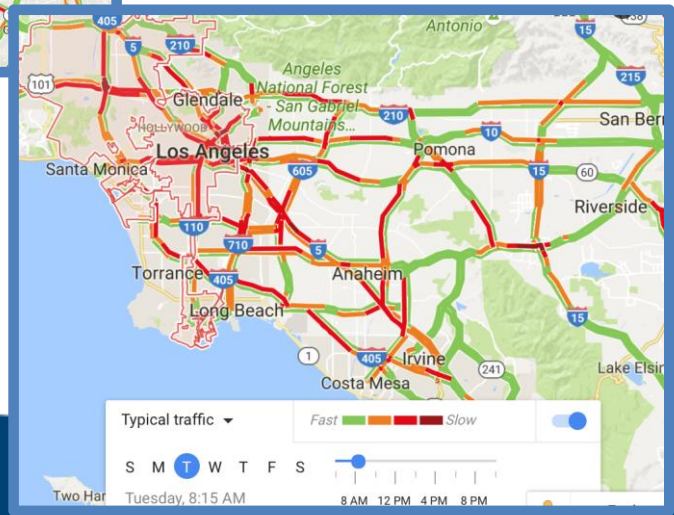 405
Antonio
15
5
210
215
101
Angeles
National Forest
- San Gabriel
Mountains...
Glendale
210
San Ber
HOLLYWOOD
10
Los Angeles
Pomona
Santa Monica
605
15
60
Riverside
110
710
5
Torrance
405
Anaheim
Long Beach
15
1
405
Irvine
241
Lake Elsin
Costa Mesa
Typical traffic
Fast
Slow
S M T W T F S
Two Har
Tuesday, 8:15 AM
8 AM 12 PM 4 PM 8 PM